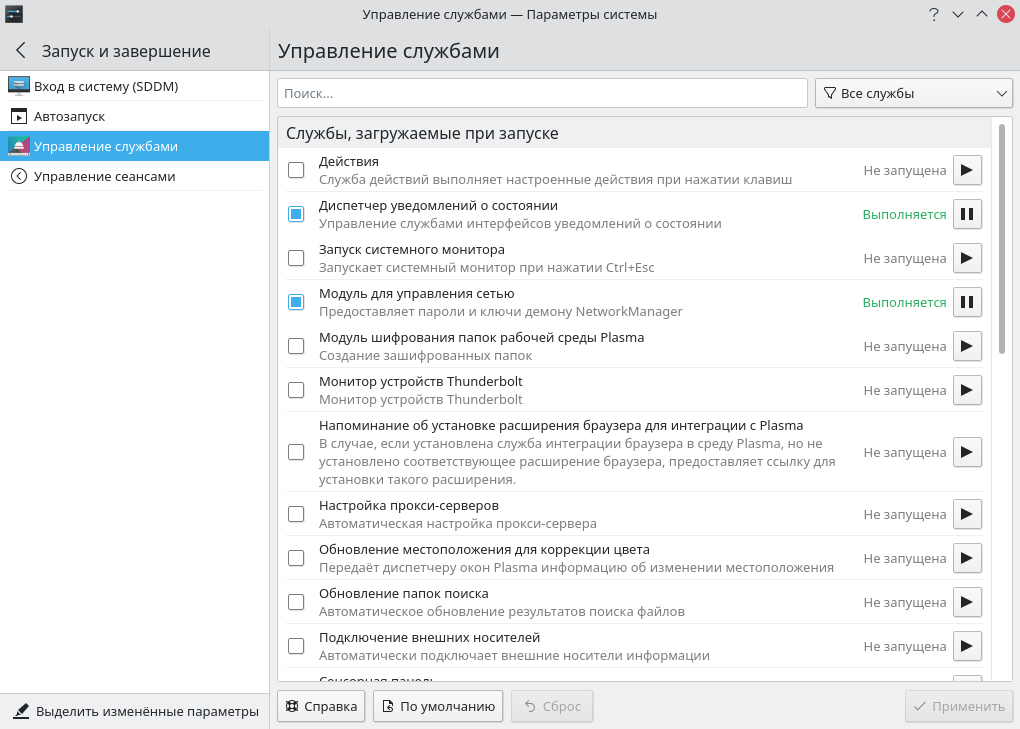 Управление службами — Параметры системы
Запуск и завершение
Управление службами
Вход в систему (SDDM)
Автозапуск
Управление службами
Управление сеансами
Поиск...
Все службы
Службы, загружаемые при запуске
Действия
Служба действий выполняет настроенные действия при нажатии клавиш
Не запущена
Диспетчер уведомлений о состоянии
Управление службами интерфейсов уведомлений о состоянии
Выполняется
Запуск системного монитора
Запускает системный монитор при нажатии Ctrl+Esc
Не запущена
Модуль для управления сетью
Предоставляет пароли и ключи демону NetworkManager
Выполняется
Модуль шифрования папок рабочей среды Plasma
Создание зашифрованных папок
Не запущена
Монитор устройств Thunderbolt
Монитор устройств Thunderbolt
Не запущена
Напоминание об установке расширения браузера для интеграции с Plasma
В случае, если установлена служба интеграции браузера в среду Plasma, но не
установлено соответствующее расширение браузера, предоставляет ссылку для
установки такого расширения.
Не запущена
Настройка прокси-серверов
Автоматическая настройка прокси-сервера
Не запущена
Обновление местоположения для коррекции цвета
Передаёт диспетчеру окон Plasma информацию об изменении местоположения
Не запущена
Обновление папок поиска
Автоматическое обновление результатов поиска файлов
Не запущена
Подключение внешних носителей
Автоматически подключает внешние носители информации
Не запущена
Сенсорная панель
Выделить изменённые параметры
Справка
По умолчанию
Сброс
Применить